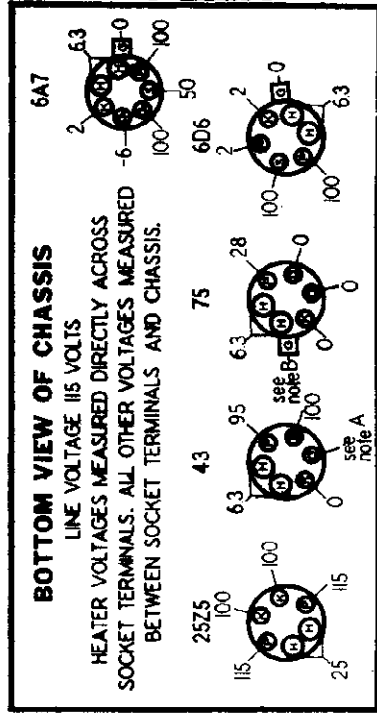 BOTTOM VIEW OF CHASSIS
LINE VOLTAGE 115 VOLTS
HEATER VOLTAGES MEASURED DIRECTLY ACROSS
SOCKET TERMINALS. ALL OTHER VOLTAGES MEASURED
BETWEEN SOCKET TERMINALS AND CHASSIS.
6A7
2
6.3
0
-6
100
100
50
H
H
25Z5
100
100
115
115
25
H
H
43
95
6.3
100
0
see
note A
H
H
75
28
6.3
0
0
0
see
note B
H
H
6D6
2
2
0
100
100
6.3
H
H